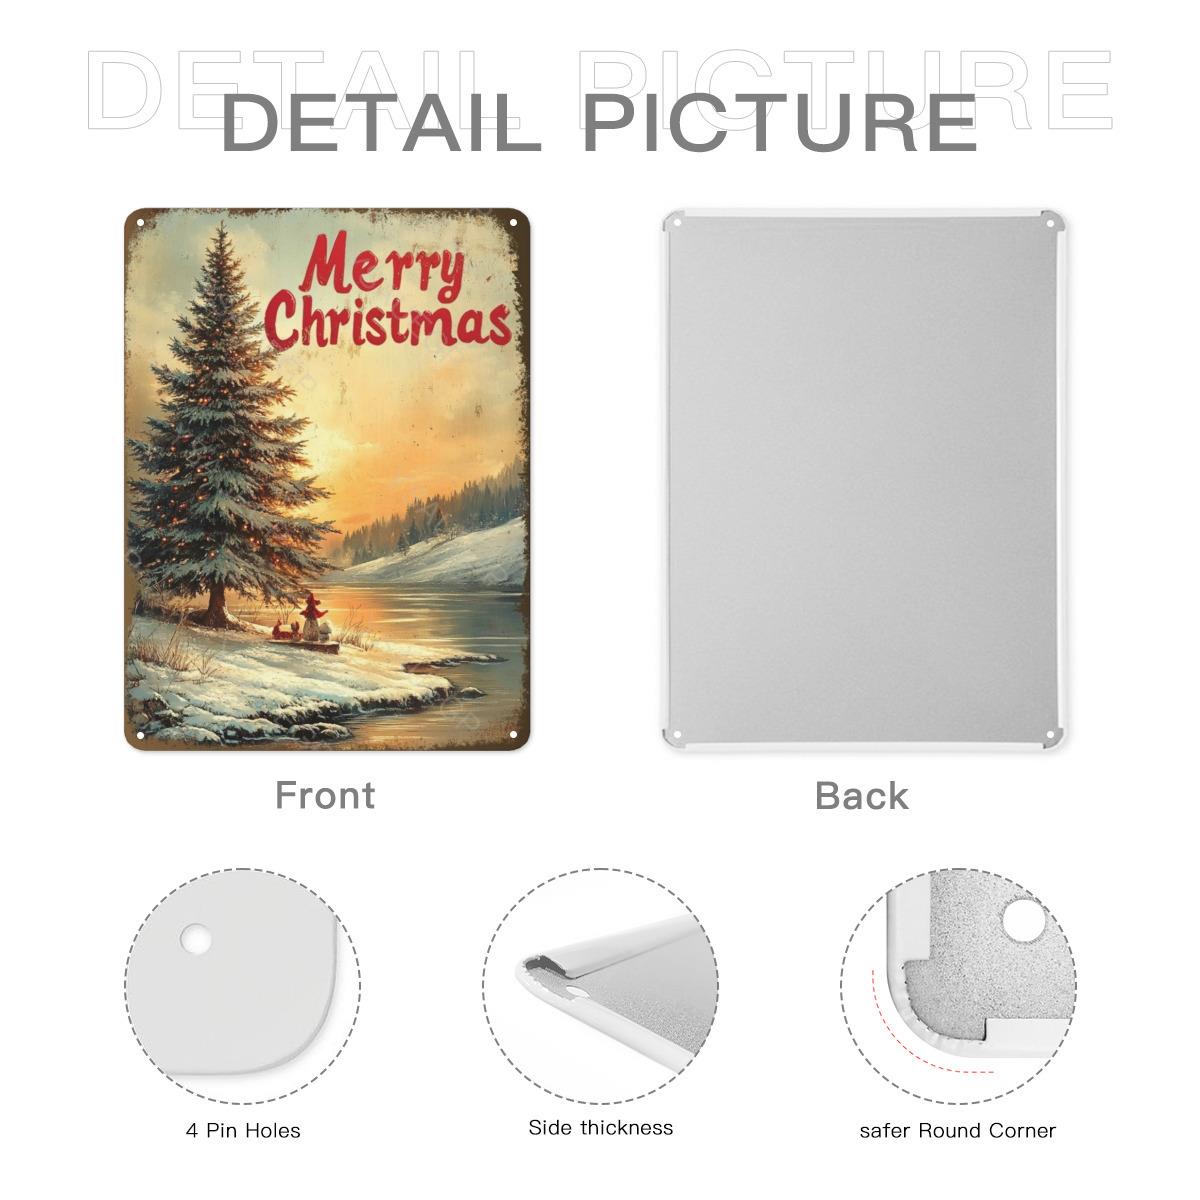 DETAIL PICTURE
DETAIL PICTURE
Merry
Christmas
Front
Back
4 Pin Holes
Side thickness
safer Round Corner